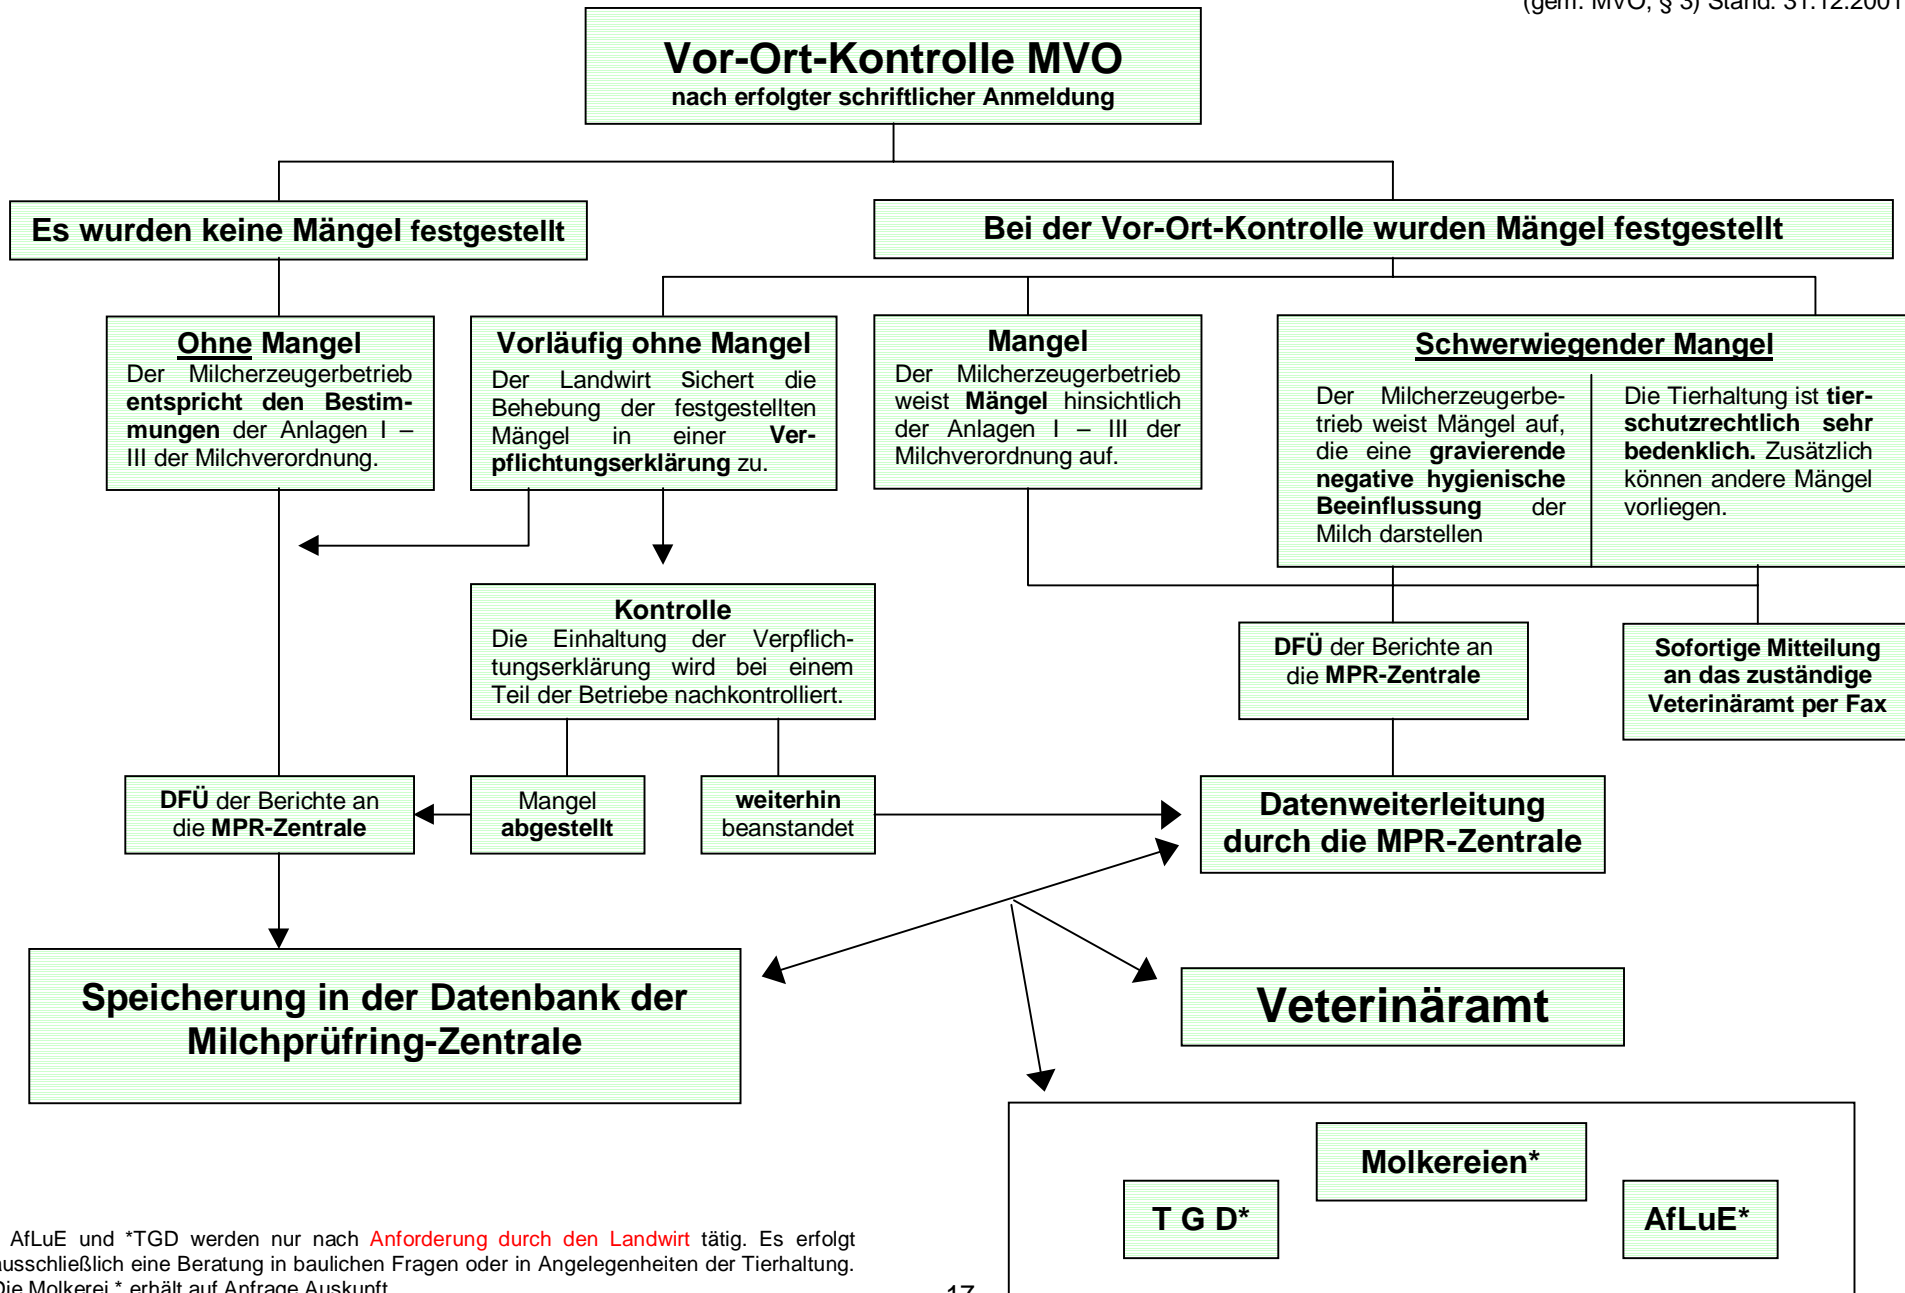 (gem. MVO, § 3) Stand: 31.12.2001
Vor-Ort-Kontrolle MVO
nach erfolgter schriftlicher Anmeldung
Es wurden keine Mängel festgestellt
Bei der Vor-Ort-Kontrolle wurden Mängel festgestellt
Ohne Mangel
Der Milcherzeugerbetrieb
entspricht den Bestim-
mungen der Anlagen I –
III der Milchverordnung.
Vorläufig ohne Mangel
Der Landwirt Sichert die
Behebung der festgestellten
Mängel in einer Ver-
pflichtungserklärung zu.
Mangel
Der Milcherzeugerbetrieb
weist Mängel hinsichtlich
der Anlagen I – III der
Milchverordnung auf.
Schwerwiegender Mangel
Der Milcherzeugerbe-
trieb weist Mängel auf,
die eine gravierende
negative hygienische
Beeinflussung der
Milch darstellen
Die Tierhaltung ist tier-
schutzrechtlich sehr
bedenklich. Zusätzlich
können andere Mängel
vorliegen.
Kontrolle
Die Einhaltung der Verpflich-
tungserklärung wird bei einem
Teil der Betriebe nachkontrolliert.
DFÜ der Berichte an
die MPR-Zentrale
Sofortige Mitteilung
an das zuständige
Veterinäramt per Fax
DFÜ der Berichte an
die MPR-Zentrale
Mangel
abgestellt
weiterhin
beanstandet
Datenweiterleitung
durch die MPR-Zentrale
Speicherung in der Datenbank der
Milchprüfring-Zentrale
Veterinäramt
Molkereien*
T G D*
AfLuE*
AfLuE und *TGD werden nur nach Anforderung durch den Landwirt tätig. Es erfolgt
ausschließlich eine Beratung in baulichen Fragen oder in Angelegenheiten der Tierhaltung.
Die Molkerei * erhält auf Anfrage Auskunft
17